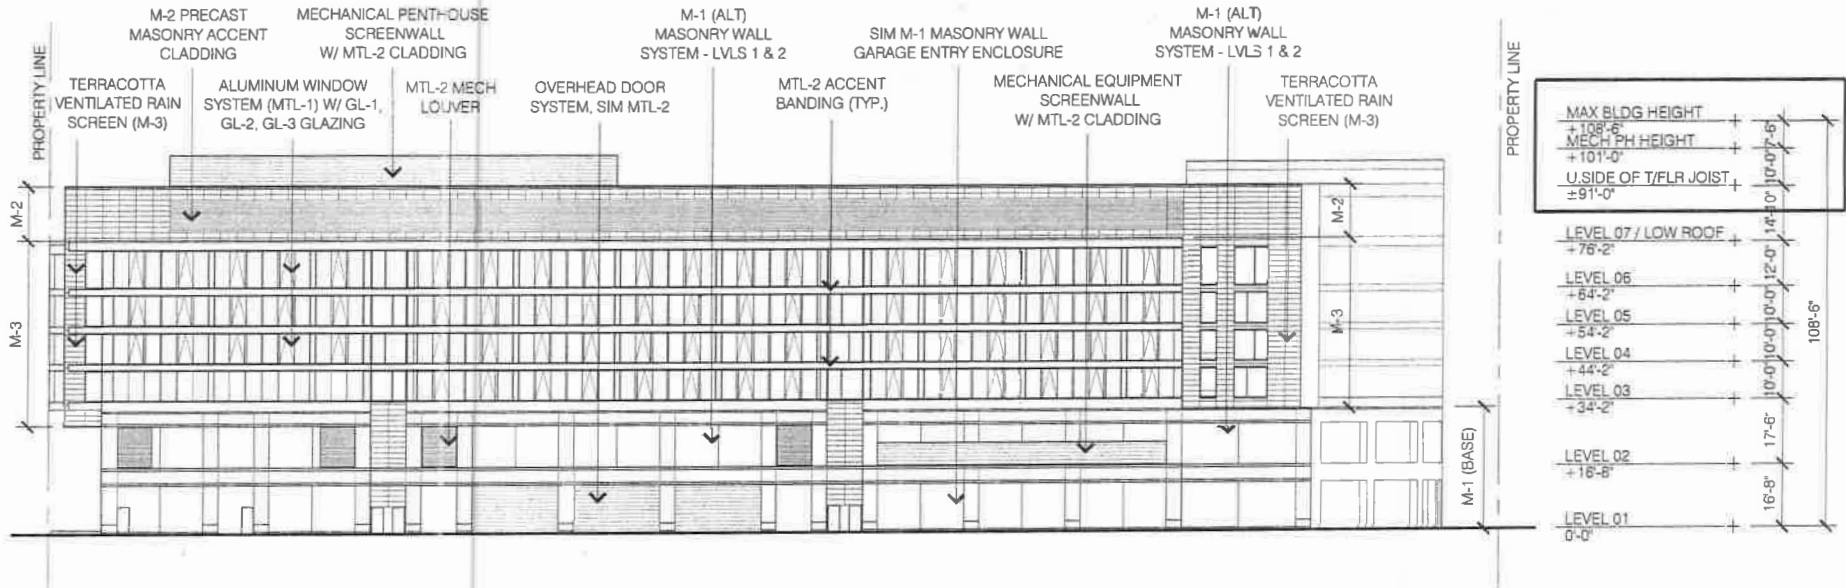 M-2 PRECAST
MASONRY ACCENT
CLADDING
MECHANICAL PENTHOUSE
SCREENWALL
W/ MTL-2 CLADDING
M-1 (ALT)
MASONRY WALL
SYSTEM - LVLS 1 & 2
SIM M-1 MASONRY WALL
GARAGE ENTRY ENCLOSURE
M-1 (ALT)
MASONRY WALL
SYSTEM - LVLS 1 & 2
TERRACOTTA
VENTILATED RAIN
SCREEN (M-3)
ALUMINUM WINDOW
SYSTEM (MTL-1) W/ GL-1,
GL-2, GL-3 GLAZING
MTL-2 MECH
LOUVER
OVERHEAD DOOR
SYSTEM, SIM MTL-2
MTL-2 ACCENT
BANDING (TYP.)
MECHANICAL EQUIPMENT
SCREENWALL
W/ MTL-2 CLADDING
TERRACOTTA
VENTILATED RAIN
SCREEN (M-3)
PROPERTY LINE
PROPERTY LINE
M-2
M-3
M-2
M-3
M-1 (BASE)
MAX BLDG HEIGHT
+108'-6"
MECH PH HEIGHT
+101'-0"
U.SIDE OF T/FLR JOIST
±91'-0"
LEVEL 07 / LOW ROOF
+76'-2"
LEVEL 06
+64'-2"
LEVEL 05
+54'-2"
LEVEL 04
+44'-2"
LEVEL 03
+34'-2"
LEVEL 02
+16'-8"
LEVEL 01
0'-0"
7'-6"
10'-0"
14'-10"
12'-0"
10'-0"
10'-0"
10'-0"
17'-6"
16'-8"
108'-6"